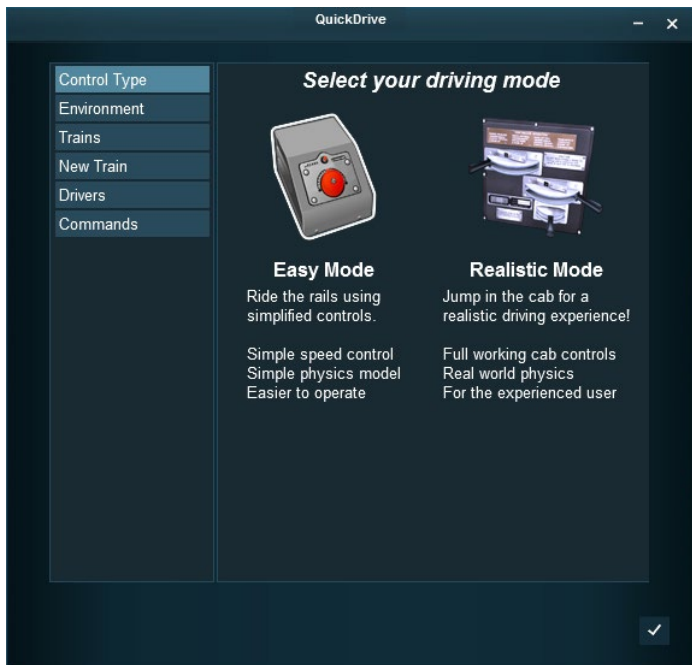 QuickDrive
Control Type
Environment
Trains
New Train
Drivers
Commands
Select your driving mode
Easy Mode
Ride the rails using
simplified controls.
Simple speed control
Simple physics model
Easier to operate
Realistic Mode
Jump in the cab for a
realistic driving experience!
Full working cab controls
Real world physics
For the experienced user